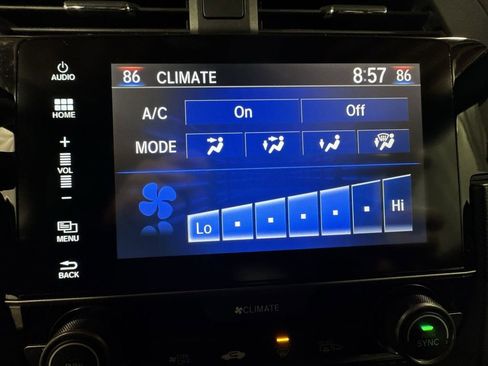 AUDIO
86 CLIMATE 8:57 86
HOME
A/C On Off
MODE
+
VOL
−
Lo Hi
MENU
BACK
CLIMATE
SYNC